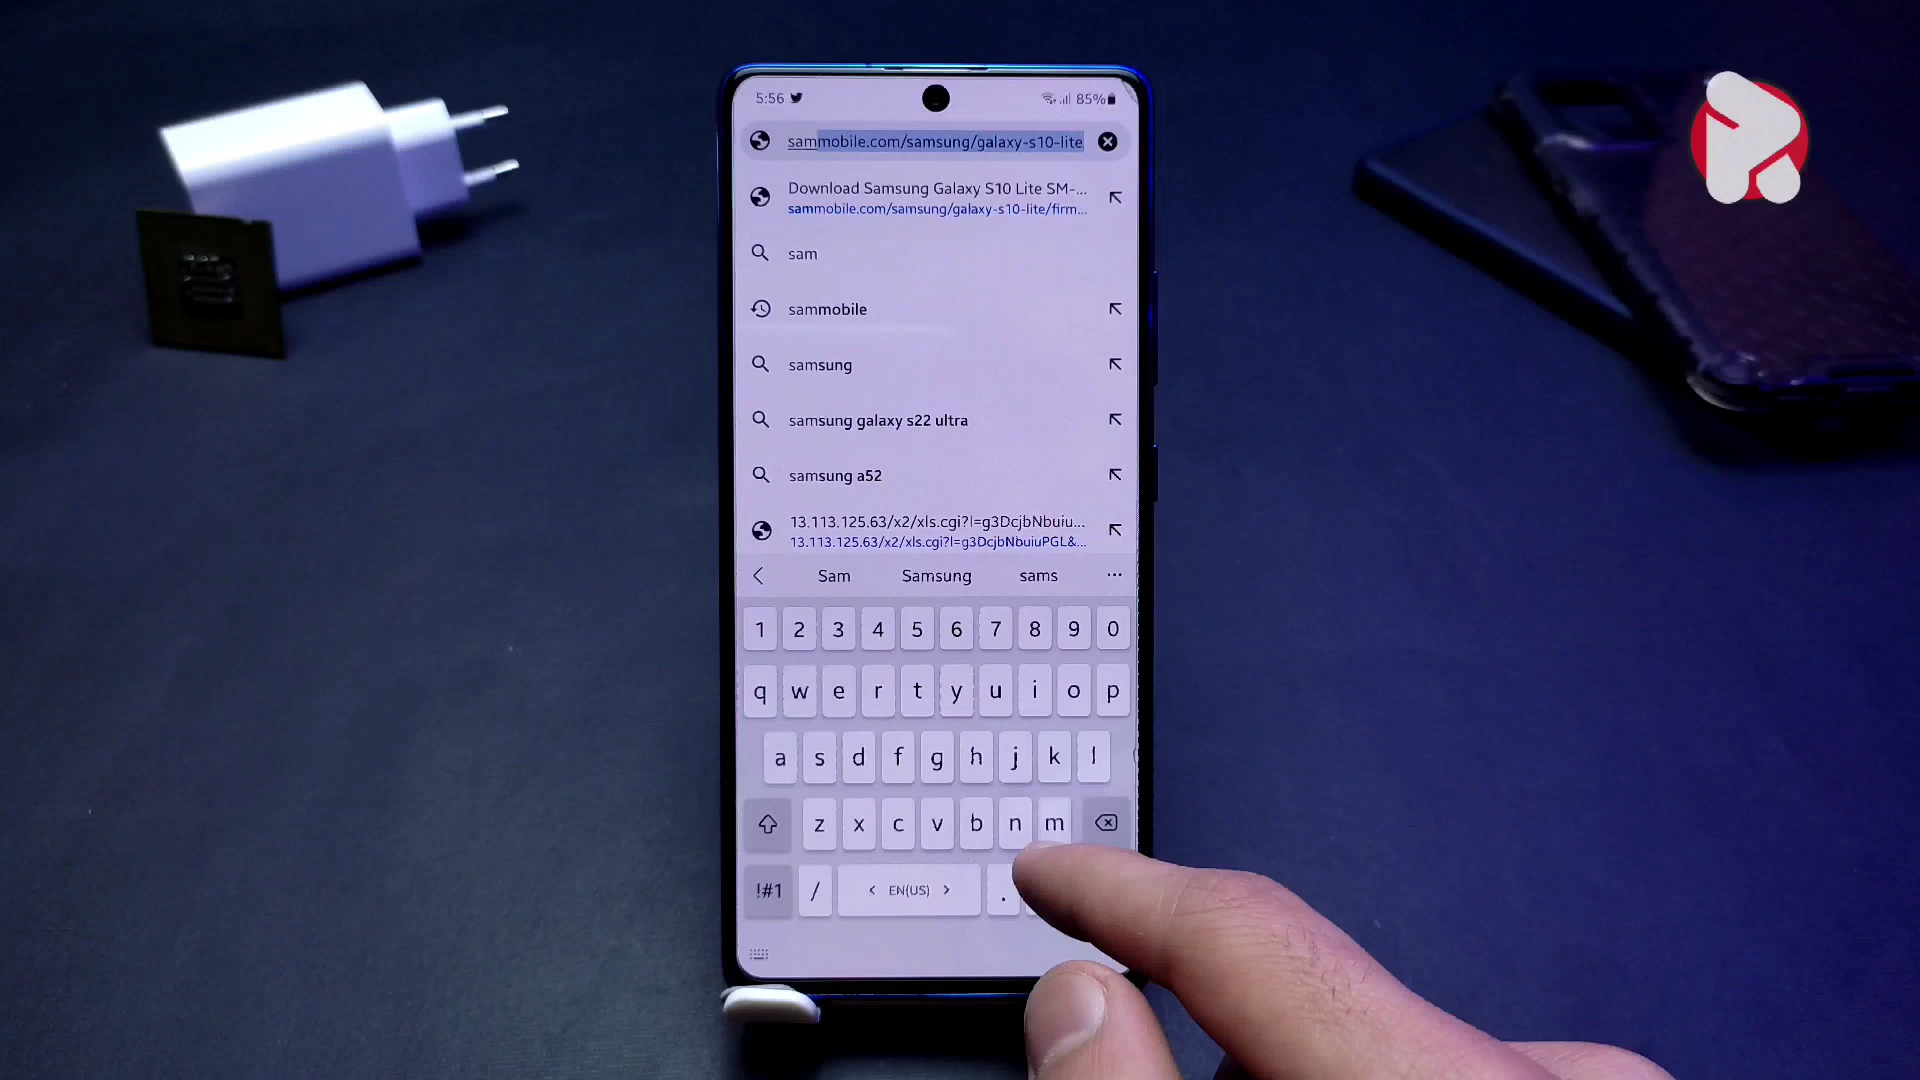 5:56 85%
sammobile.com/samsung/galaxy-s10-lite
Download Samsung Galaxy S10 Lite SM-...
sammobile.com/samsung/galaxy-s10-lite/firm...
sam
sammobile
samsung
samsung galaxy s22 ultra
samsung a52
13.113.125.63/x2/xls.cgi?l=g3DcjbNbuiu...
13.113.125.63/x2/xls.cgi?l=g3DcjbNbuiuPGL&...
Sam Samsung sams ...
1 2 3 4 5 6 7 8 9 0
q w e r t y u i o p
a s d f g h j k l
z x c v b n m
!#1 / < EN(US) > .